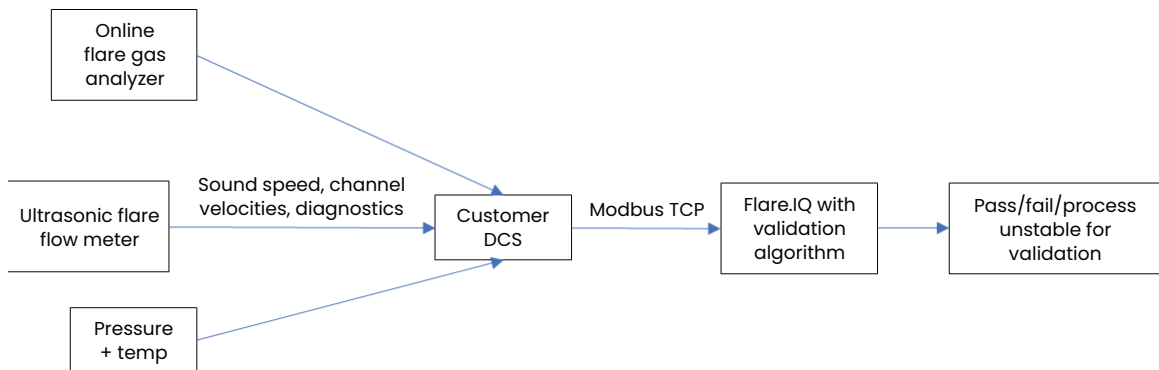 Online
flare gas
analyzer
Sound speed, channel
velocities, diagnostics
Ultrasonic flare
flow meter
Customer
DCS
Modbus TCP
Flare.IQ with
validation
algorithm
Pass/fail/process
unstable for
validation
Pressure
+ temp